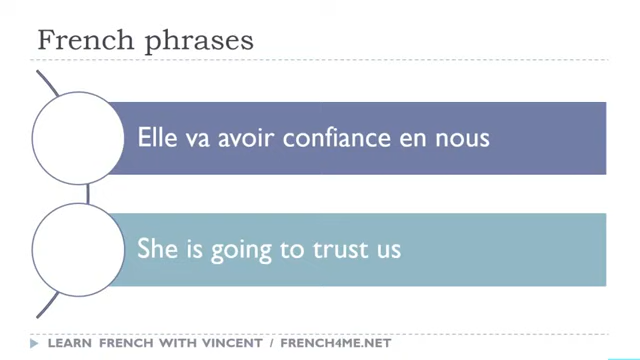 French phrases
Elle va avoir confiance en nous
She is going to trust us
LEARN FRENCH WITH VINCENT / FRENCH4ME.NET